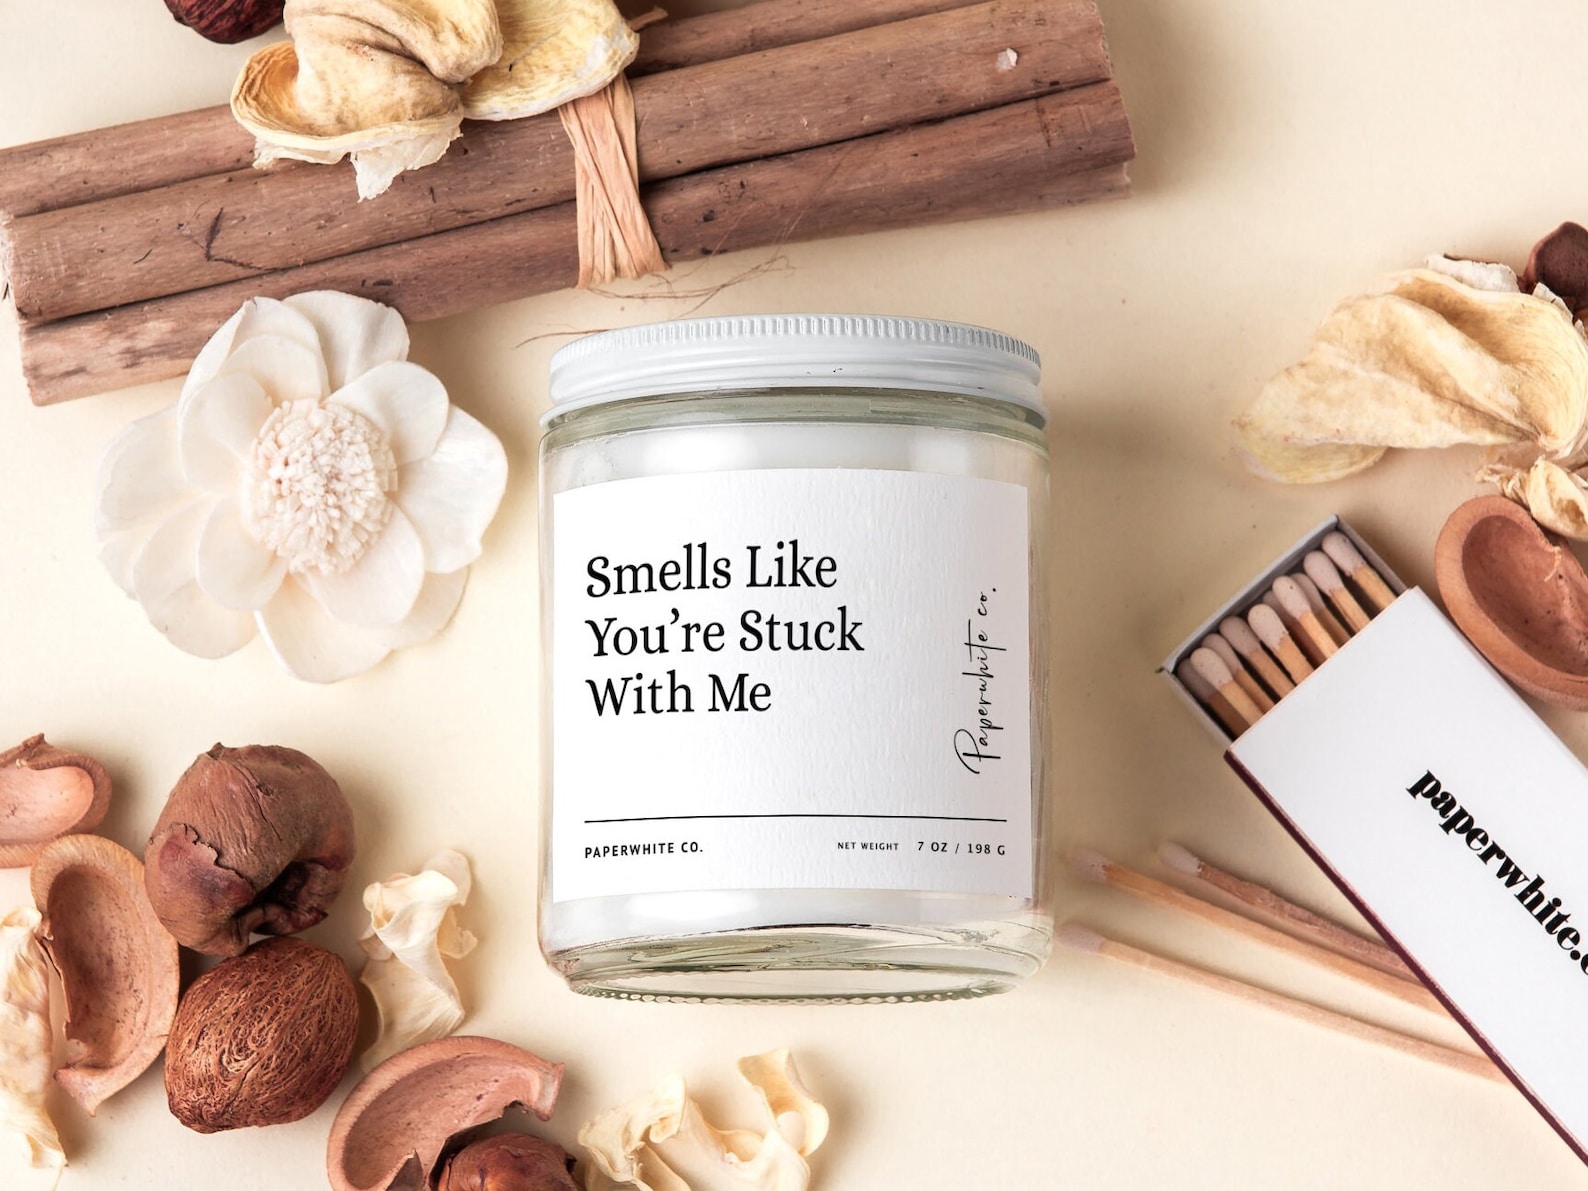 Smells Like
You're Stuck
With Me
Paperwhite co.
PAPERWHITE CO.
NET WEIGHT 7 OZ / 198 G
paperwhite.